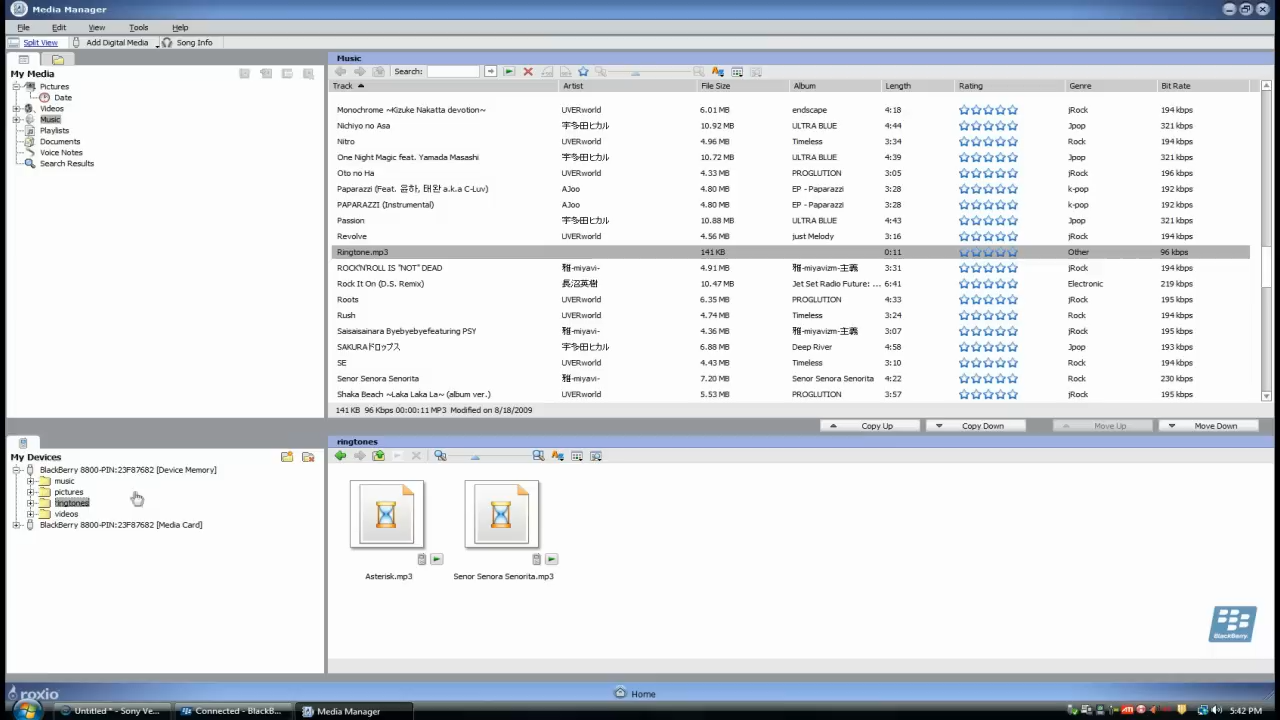 Media Manager
File Edit View Tools Help
Split View Add Digital Media Song Info
My Media
Pictures
Date
Videos
Music
Playlists
Documents
Voice Notes
Search Results
Music
Search:
Track Artist File Size Album Length Rating Genre Bit Rate
Monochrome ~Kizuke Nakatta devotion~ UVERworld 6.01 MB endscape 4:18 jRock 194 kbps
Nichiyo no Asa 宇多田ヒカル 10.92 MB ULTRA BLUE 4:44 Jpop 321 kbps
Nitro UVERworld 4.96 MB Timeless 3:34 Rock 194 kbps
One Night Magic feat. Yamada Masashi 宇多田ヒカル 10.72 MB ULTRA BLUE 4:39 Jpop 321 kbps
Oto no Ha UVERworld 4.33 MB PROGLUTION 3:05 jRock 196 kbps
Paparazzi (Feat. 윤하, 태완 a.k.a C-Luv) AJoo 4.80 MB EP - Paparazzi 3:28 k-pop 192 kbps
PAPARAZZI (Instrumental) AJoo 4.80 MB EP - Paparazzi 3:28 k-pop 192 kbps
Passion 宇多田ヒカル 10.88 MB ULTRA BLUE 4:43 Jpop 321 kbps
Revolve UVERworld 4.56 MB just Melody 3:16 jRock 194 kbps
Ringtone.mp3 141 KB 0:11 Other 96 kbps
ROCK'N'ROLL IS "NOT" DEAD 雅-miyavi- 4.91 MB 雅-miyavizm-主義 3:31 jRock 194 kbps
Rock It On (D.S. Remix) 長沼英樹 10.47 MB Jet Set Radio Future: ... 6:41 Electronic 219 kbps
Roots UVERworld 6.35 MB PROGLUTION 4:33 jRock 195 kbps
Rush UVERworld 4.74 MB Timeless 3:24 Rock 194 kbps
Saisaisainara Byebyebyefeaturing PSY 雅-miyavi- 4.36 MB 雅-miyavizm-主義 3:07 jRock 195 kbps
SAKURAドロップス 宇多田ヒカル 6.88 MB Deep River 4:58 Jpop 193 kbps
SE UVERworld 4.43 MB Timeless 3:10 Rock 194 kbps
Senor Senora Senorita 雅-miyavi- 7.20 MB Senor Senora Senorita 4:22 Rock 230 kbps
Shaka Beach ~Laka Laka La~ (album ver.) UVERworld 5.53 MB PROGLUTION 3:57 jRock 195 kbps
141 KB 96 Kbps 00:00:11 MP3 Modified on 8/18/2009
Copy Up Copy Down Move Up Move Down
My Devices
BlackBerry 8800-PIN:23F87682 [Device Memory]
music
pictures
ringtones
videos
BlackBerry 8800-PIN:23F87682 [Media Card]
ringtones
Asterisk.mp3 Senor Senora Senorita.mp3
BlackBerry
roxio
Home
Untitled * - Sony Ve... Connected - BlackB... Media Manager 5:42 PM